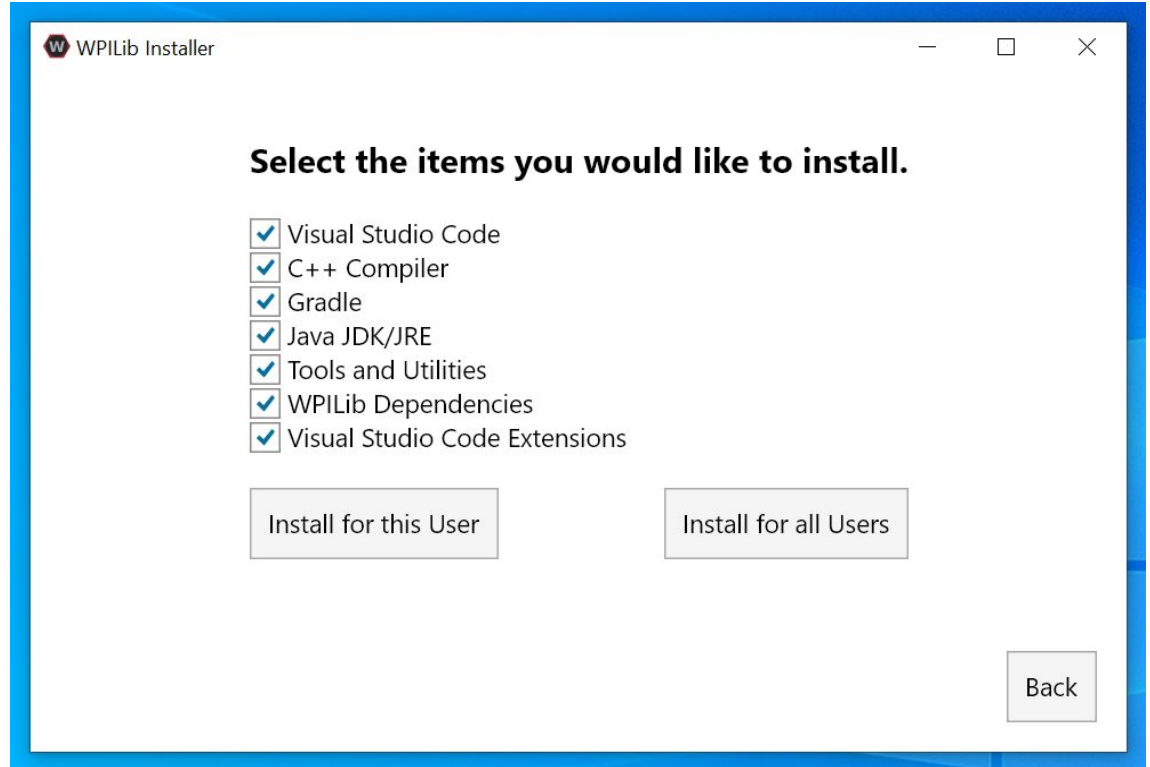 W WPILib Installer
Select the items you would like to install.
Visual Studio Code
C++ Compiler
Gradle
Java JDK/JRE
Tools and Utilities
WPILib Dependencies
Visual Studio Code Extensions
Install for this User Install for all Users
Back